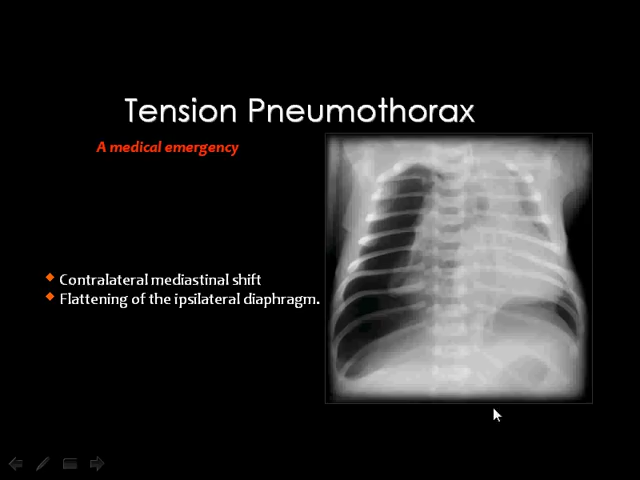 Tension Pneumothorax
A medical emergency
Contralateral mediastinal shift
Flattening of the ipsilateral diaphragm.